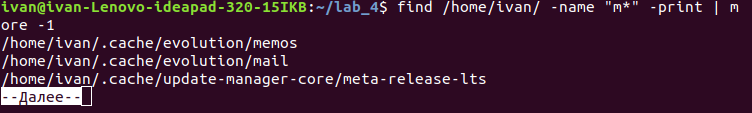 ivan@ivan-Lenovo-ideapad-320-15IKB:~/lab_4$ find /home/ivan/ -name "m*" -print | m
ore -1
/home/ivan/.cache/evolution/memos
/home/ivan/.cache/evolution/mail
/home/ivan/.cache/update-manager-core/meta-release-lts
--Далее--